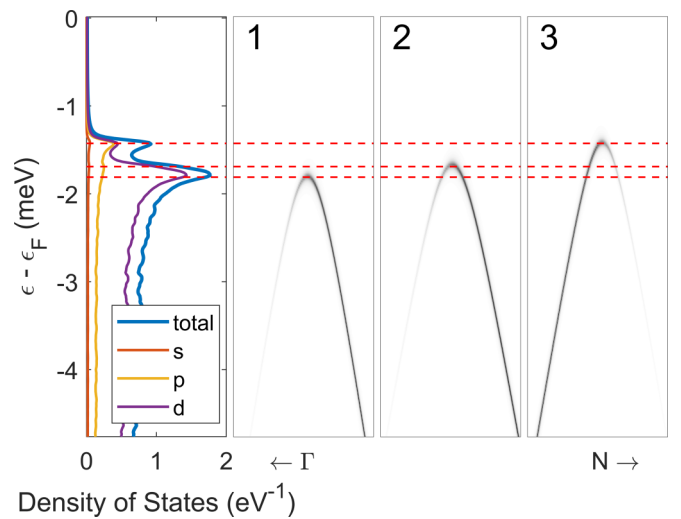 0
-1
-2
-3
-4
ϵ - ϵF (meV)
1
2
3
total
s
p
d
0
1
2
← Γ
N →
Density of States (eV-1)